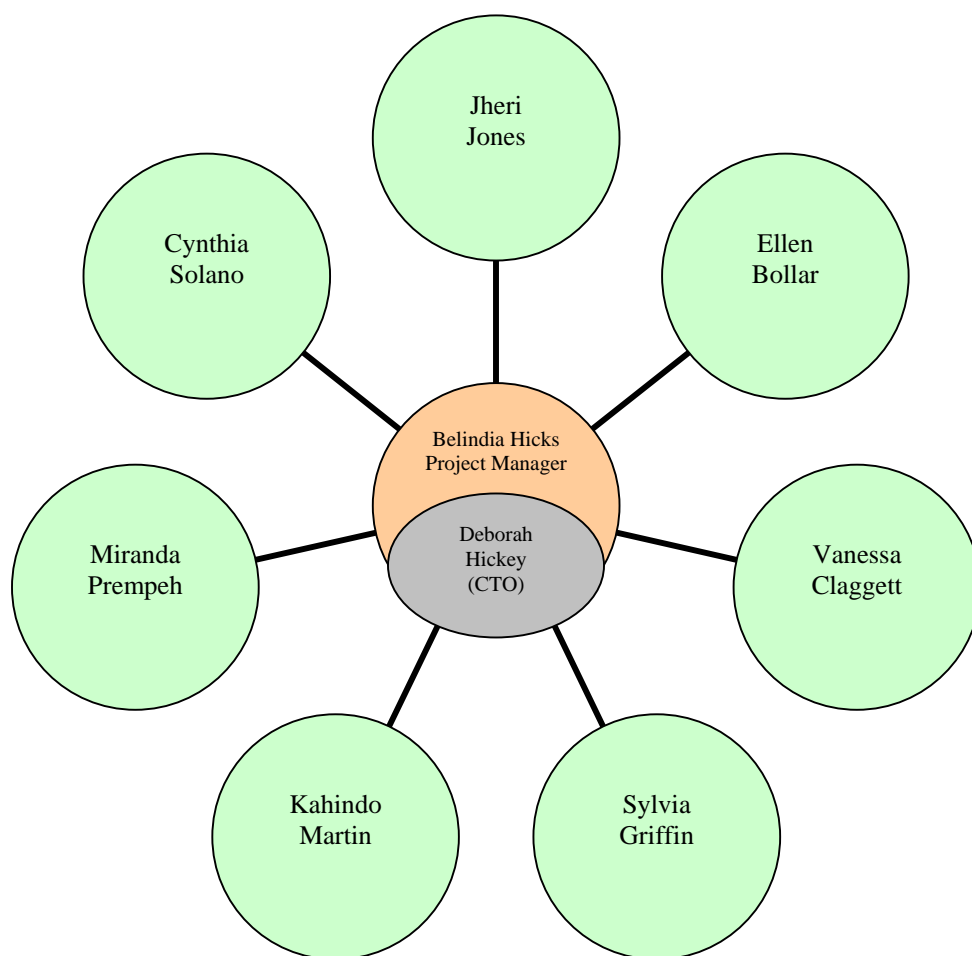 Jheri
Jones
Cynthia
Solano
Ellen
Bollar
Belindia Hicks
Project Manager
Deborah
Hickey
(CTO)
Miranda
Prempeh
Vanessa
Claggett
Kahindo
Martin
Sylvia
Griffin